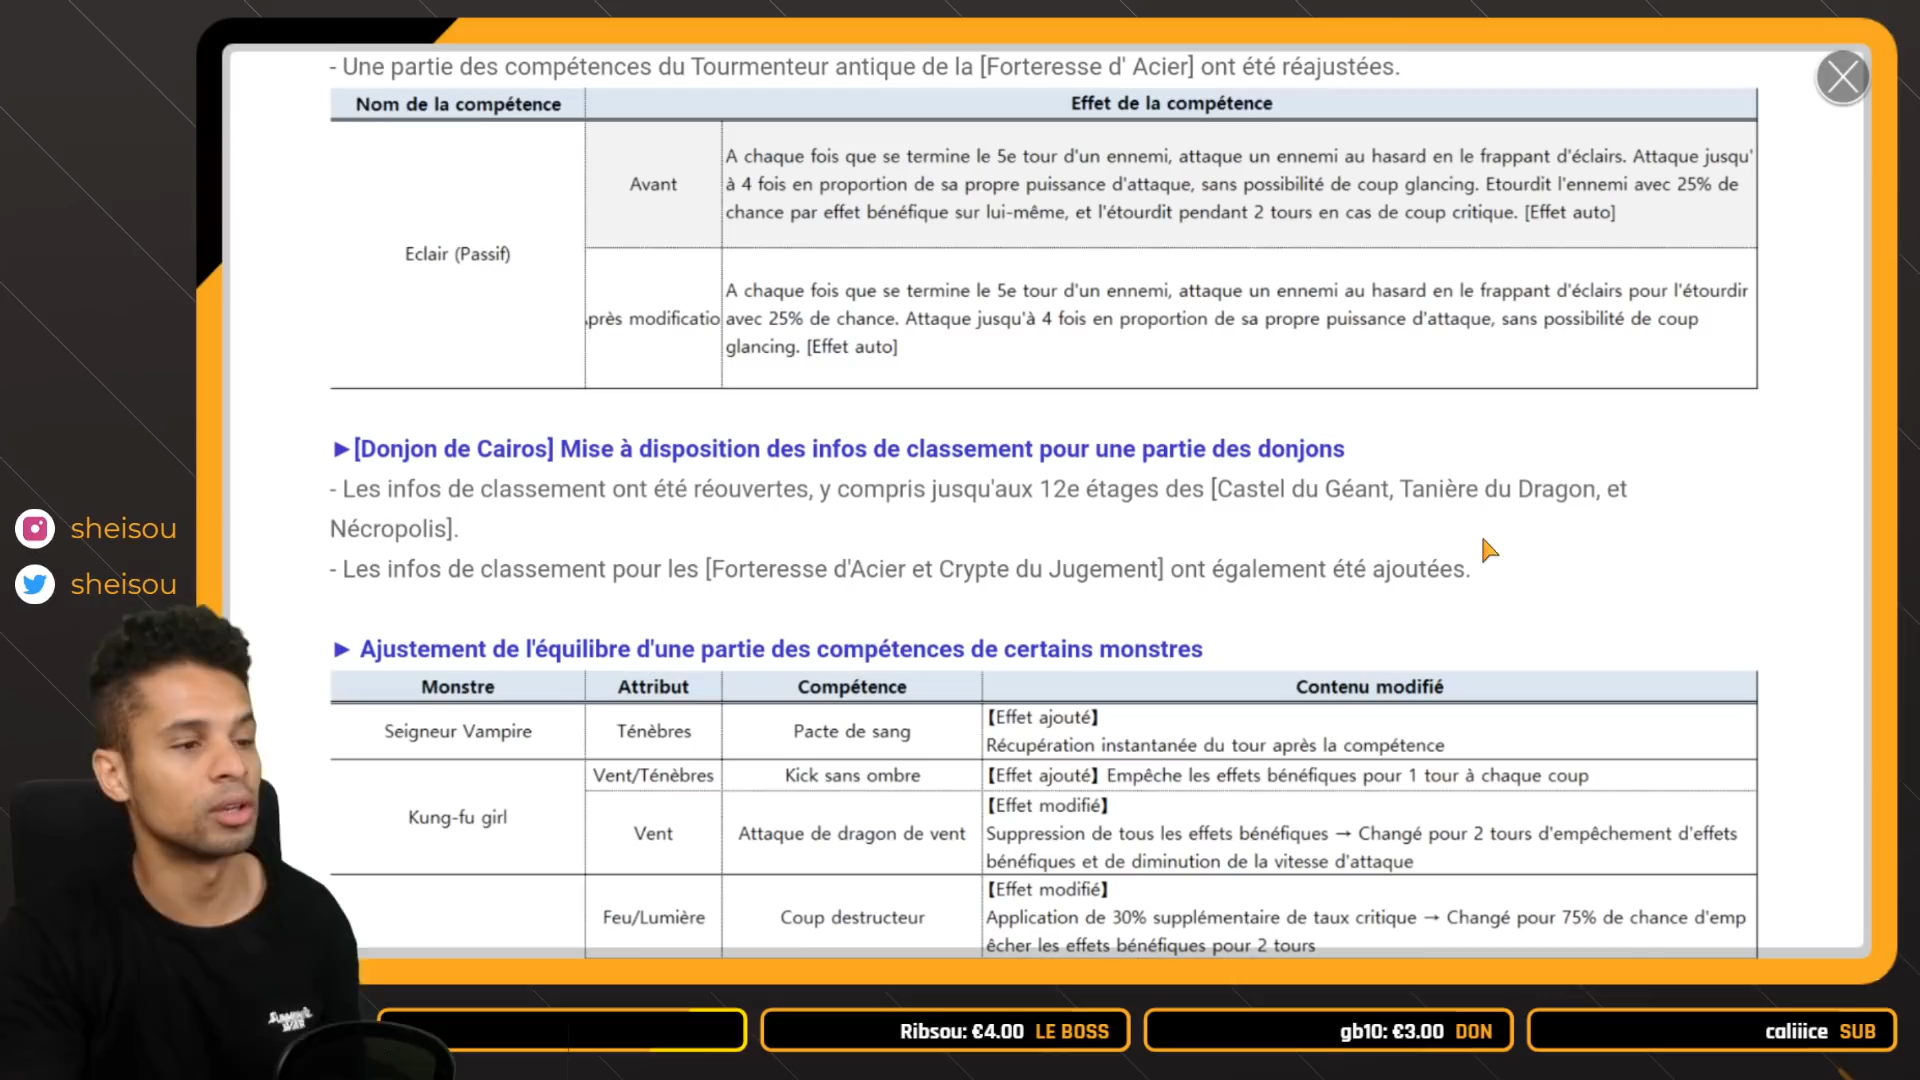 - Une partie des compétences du Tourmenteur antique de la [Forteresse d' Acier] ont été réajustées.
Nom de la compétence
Effet de la compétence
Eclair (Passif)
Avant
A chaque fois que se termine le 5e tour d'un ennemi, attaque un ennemi au hasard en le frappant d'éclairs. Attaque jusqu'
à 4 fois en proportion de sa propre puissance d'attaque, sans possibilité de coup glancing. Etourdit l'ennemi avec 25% de
chance par effet bénéfique sur lui-même, et l'étourdit pendant 2 tours en cas de coup critique. [Effet auto]
près modificatio
A chaque fois que se termine le 5e tour d'un ennemi, attaque un ennemi au hasard en le frappant d'éclairs pour l'étourdir
avec 25% de chance. Attaque jusqu'à 4 fois en proportion de sa propre puissance d'attaque, sans possibilité de coup
glancing. [Effet auto]
►[Donjon de Cairos] Mise à disposition des infos de classement pour une partie des donjons
- Les infos de classement ont été réouvertes, y compris jusqu'aux 12e étages des [Castel du Géant, Tanière du Dragon, et
Nécropolis].
- Les infos de classement pour les [Forteresse d'Acier et Crypte du Jugement] ont également été ajoutées.
► Ajustement de l'équilibre d'une partie des compétences de certains monstres
Monstre
Attribut
Compétence
Contenu modifié
Seigneur Vampire
Ténèbres
Pacte de sang
【Effet ajouté】
Récupération instantanée du tour après la compétence
Kung-fu girl
Vent/Ténèbres
Kick sans ombre
【Effet ajouté】 Empêche les effets bénéfiques pour 1 tour à chaque coup
Vent
Attaque de dragon de vent
【Effet modifié】
Suppression de tous les effets bénéfiques → Changé pour 2 tours d'empêchement d'effets
bénéfiques et de diminution de la vitesse d'attaque
Feu/Lumière
Coup destructeur
【Effet modifié】
Application de 30% supplémentaire de taux critique → Changé pour 75% de chance d'emp
êcher les effets bénéfiques pour 2 tours
sheisou
sheisou
Ribsou: €4.00 LE BOSS
gb10: €3.00 DON
caliiice SUB